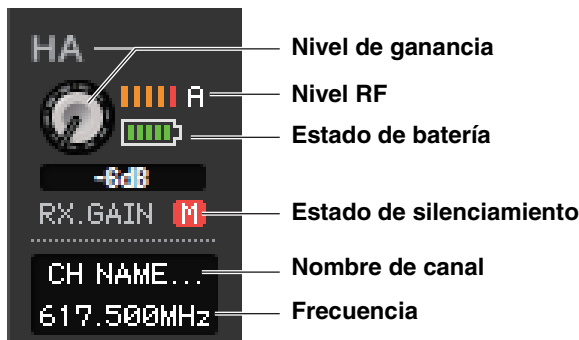 HA
Nivel de ganancia
A
Nivel RF
Estado de batería
-6dB
RX.GAIN M
Estado de silenciamiento
CH NAME...
Nombre de canal
617.500MHz
Frecuencia